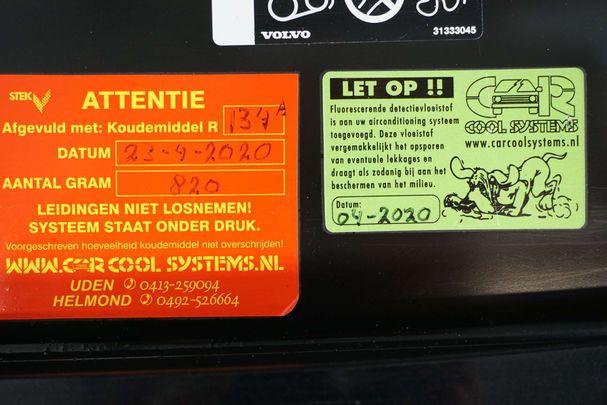 VOLVO 31333045
STEK
ATTENTIE
Afgevuld met: Koudemiddel R 134A
DATUM 23-4-2020
AANTAL GRAM 820
LEIDINGEN NIET LOSNEMEN!
SYSTEEM STAAT ONDER DRUK.
Voorgeschreven hoeveelheid koudemiddel niet overschrijden!
WWW.CAR COOL SYSTEMS.NL
UDEN 0413-259094
HELMOND 0492-526664
LET OP !!
Fluorescerende detectievloeistof
is aan uw airconditioning systeem
toegevoegd. Deze vloeistof
vergemakkelijkt het opsporen
van eventuele lekkages en
draagt als zodanig bij aan het
beschermen van het milieu.
Datum:
04-2020
CAR
COOL SYSTEMS
www.carcoolsystems.nl